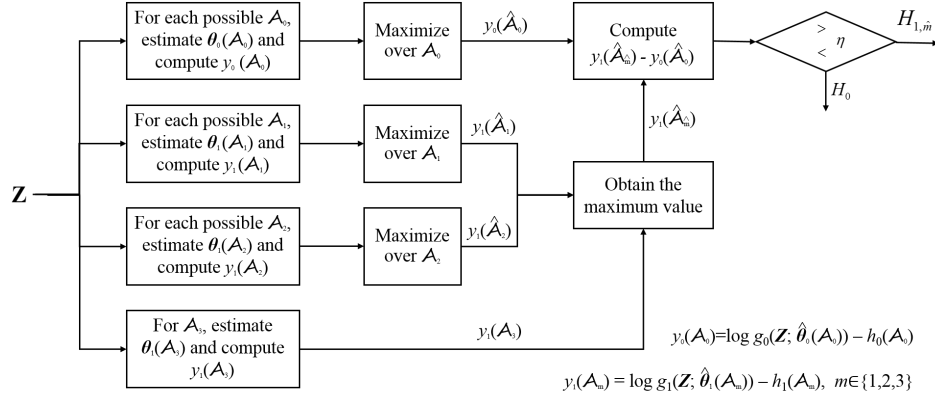 Z
For each possible 𝒜₀,
estimate θ₀(𝒜₀) and
compute y₀(𝒜₀)
Maximize
over 𝒜₀
y₀(𝒜̂₀)
Compute
y₁(𝒜̂m̂) - y₀(𝒜̂₀)
>
<
η
H₁,m̂
H₀
For each possible 𝒜₁,
estimate θ₁(𝒜₁) and
compute y₁(𝒜₁)
Maximize
over 𝒜₁
y₁(𝒜̂₁)
y₁(𝒜̂m̂)
For each possible 𝒜₂,
estimate θ₁(𝒜₂) and
compute y₁(𝒜₂)
Maximize
over 𝒜₂
y₁(𝒜̂₂)
Obtain the
maximum value
For 𝒜₃, estimate
θ₁(𝒜₃) and compute
y₁(𝒜₃)
y₁(𝒜₃)
y₀(𝒜₀)=log g₀(Z; θ̂₀(𝒜₀)) – h₀(𝒜₀)
y₁(𝒜ₘ) = log g₁(Z; θ̂₁(𝒜ₘ)) – h₁(𝒜ₘ), m∈{1,2,3}